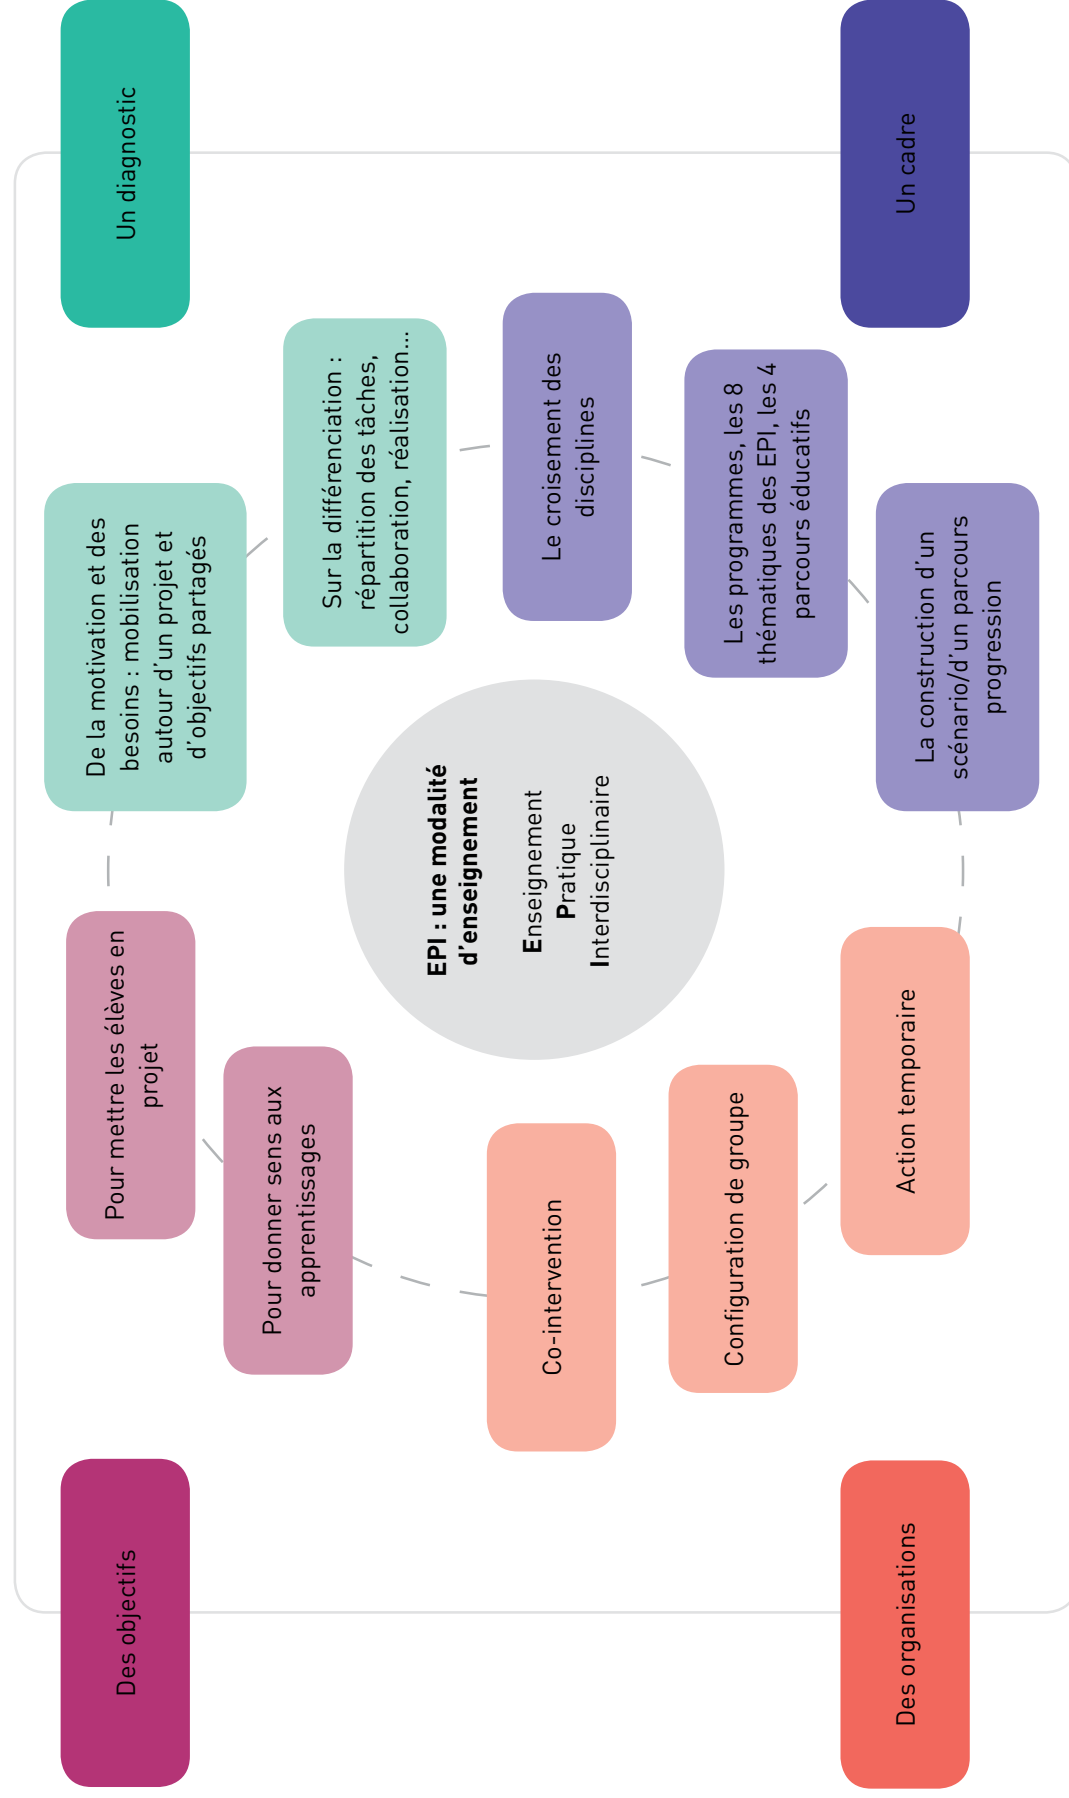 Des objectifs
Un diagnostic
Pour mettre les élèves en
projet
De la motivation et des
besoins : mobilisation
autour d'un projet et
d'objectifs partagés
Pour donner sens aux
apprentissages
Sur la différenciation :
répartition des tâches,
collaboration, réalisation...
EPI : une modalité
d'enseignement
Enseignement
Pratique
Interdisciplinaire
Co-intervention
Le croisement des
disciplines
Configuration de groupe
Les programmes, les 8
thématiques des EPI, les 4
parcours éducatifs
Action temporaire
La construction d'un
scénario/d'un parcours
progression
Des organisations
Un cadre